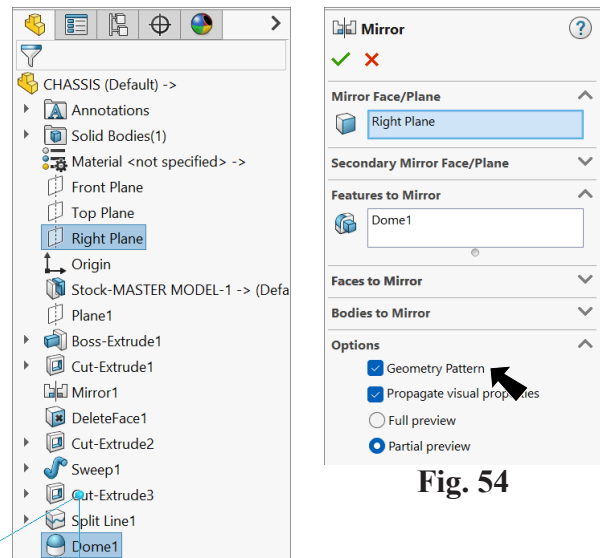 CHASSIS (Default) ->
Annotations
Solid Bodies(1)
Material <not specified> ->
Front Plane
Top Plane
Right Plane
Origin
Stock-MASTER MODEL-1 -> (Defa
Plane1
Boss-Extrude1
Cut-Extrude1
Mirror1
DeleteFace1
Cut-Extrude2
Sweep1
Cut-Extrude3
Split Line1
Dome1
Mirror
?
Mirror Face/Plane
Right Plane
Secondary Mirror Face/Plane
Features to Mirror
Dome1
Faces to Mirror
Bodies to Mirror
Options
Geometry Pattern
Propagate visual properties
Full preview
Partial preview
Fig. 54